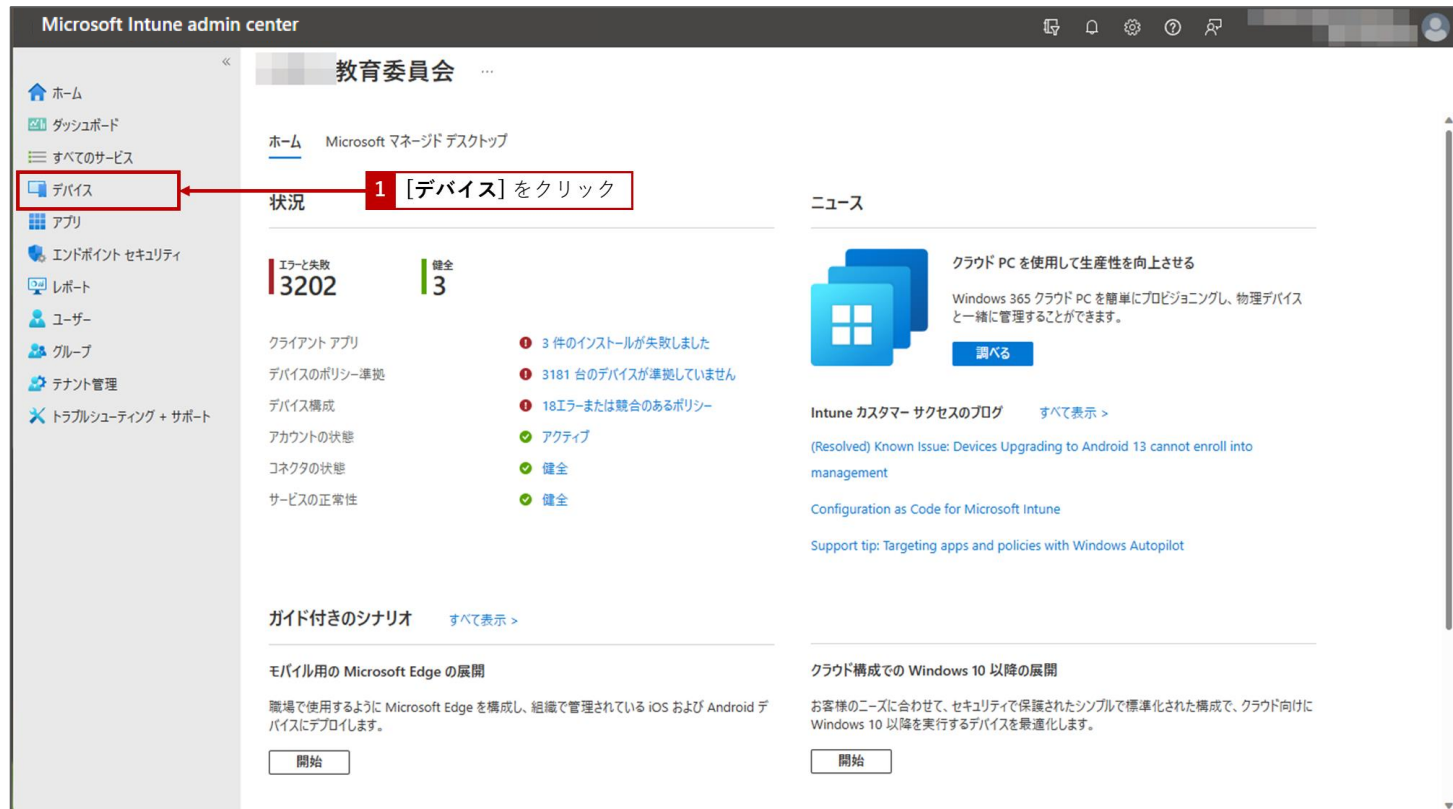 Microsoft Intune admin center
«
ホーム
ダッシュボード
すべてのサービス
デバイス
アプリ
エンドポイント セキュリティ
レポート
ユーザー
グループ
テナント管理
トラブルシューティング + サポート
教育委員会 ...
ホーム Microsoft マネージド デスクトップ
1 [デバイス] をクリック
状況
エラーと失敗
3202
健全
3
クライアント アプリ 3 件のインストールが失敗しました
デバイスのポリシー準拠 3181 台のデバイスが準拠していません
デバイス構成 18エラーまたは競合のあるポリシー
アカウントの状態 アクティブ
コネクタの状態 健全
サービスの正常性 健全
ニュース
クラウド PC を使用して生産性を向上させる
Windows 365 クラウド PC を簡単にプロビジョニングし、物理デバイス
と一緒に管理することができます。
調べる
Intune カスタマー サクセスのブログ すべて表示 >
(Resolved) Known Issue: Devices Upgrading to Android 13 cannot enroll into
management
Configuration as Code for Microsoft Intune
Support tip: Targeting apps and policies with Windows Autopilot
ガイド付きのシナリオ すべて表示 >
モバイル用の Microsoft Edge の展開
職場で使用するように Microsoft Edge を構成し、組織で管理されている iOS および Android デ
バイスにデプロイします。
開始
クラウド構成での Windows 10 以降の展開
お客様のニーズに合わせて、セキュリティで保護されたシンプルで標準化された構成で、クラウド向けに
Windows 10 以降を実行するデバイスを最適化します。
開始